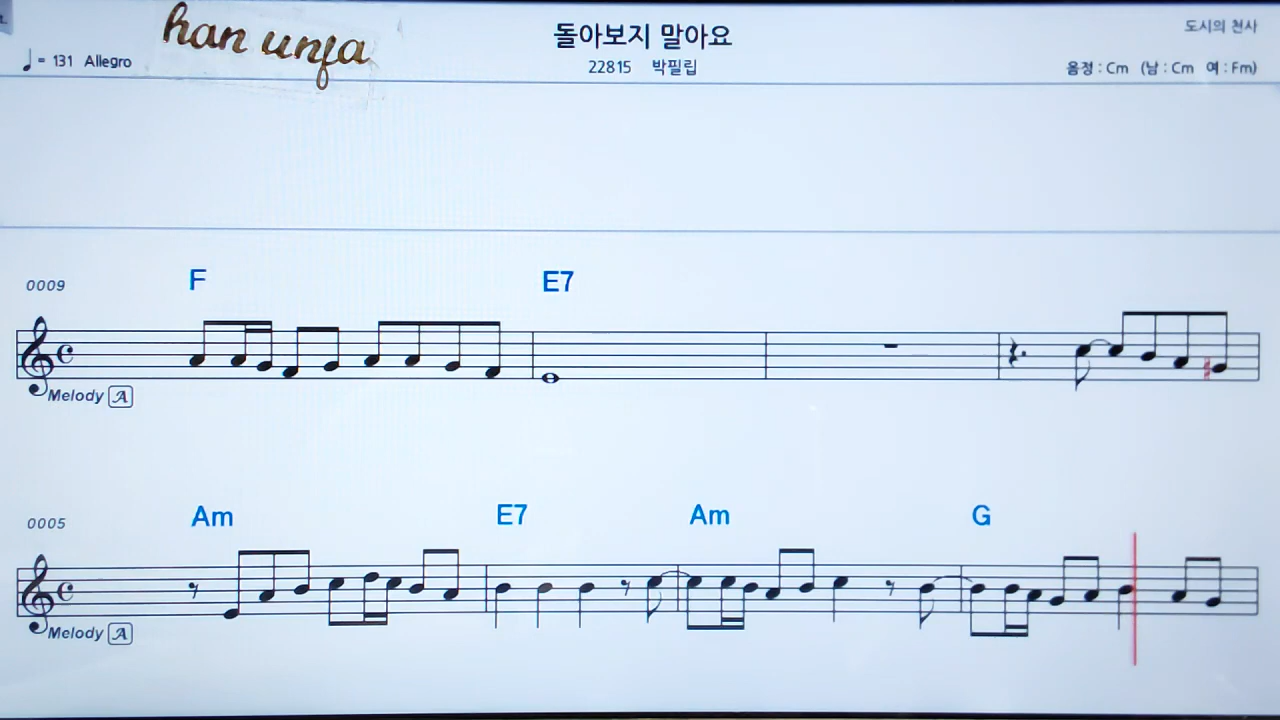 han unfa
돌아보지 말아요
도시의 천사
♩ = 131 Allegro
22815 박필립
음정 : Cm (남 : Cm 여 : Fm)
F E7
0009
Melody A
Am E7 Am G
0005
Melody A